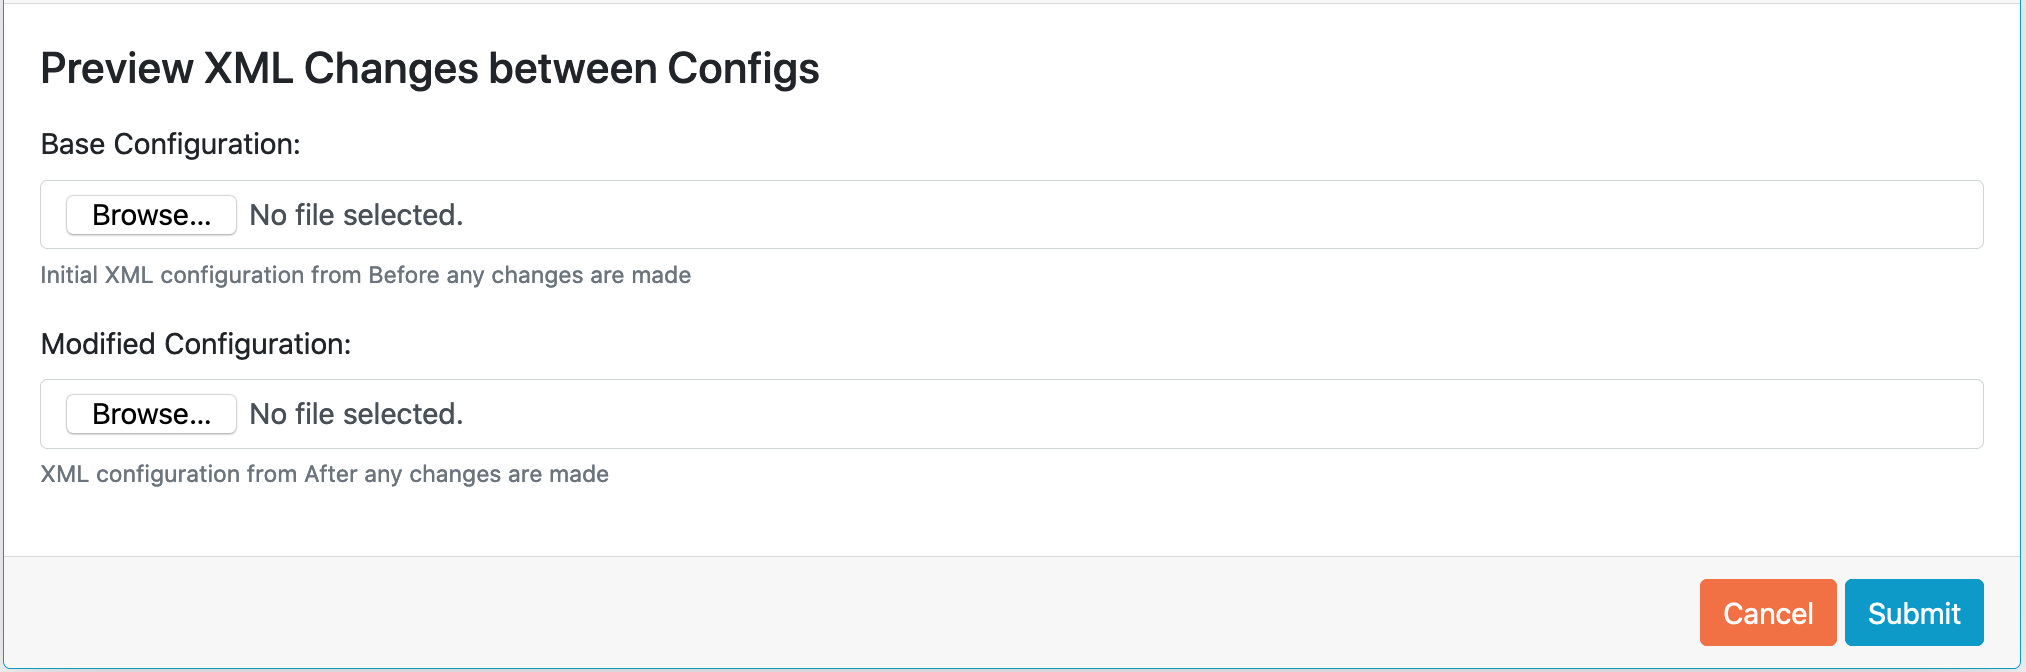 Preview XML Changes between Configs
Base Configuration:
Browse... No file selected.
Initial XML configuration from Before any changes are made
Modified Configuration:
Browse... No file selected.
XML configuration from After any changes are made
Cancel Submit